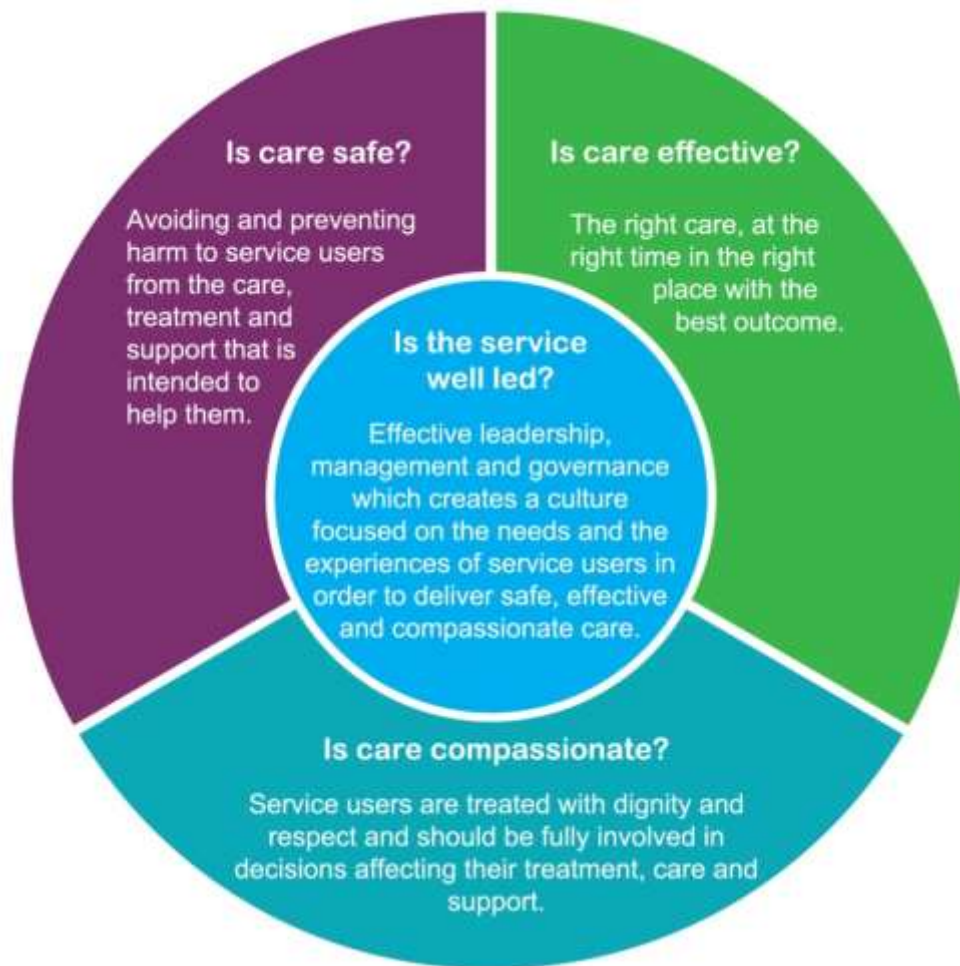 Is care safe?
Avoiding and preventing
harm to service users
from the care,
treatment and
support that is
intended to
help them.
Is care effective?
The right care, at the
right time in the right
place with the
best outcome.
Is the service
well led?
Effective leadership,
management and governance
which creates a culture
focused on the needs and the
experiences of service users in
order to deliver safe, effective
and compassionate care.
Is care compassionate?
Service users are treated with dignity and
respect and should be fully involved in
decisions affecting their treatment, care and
support.